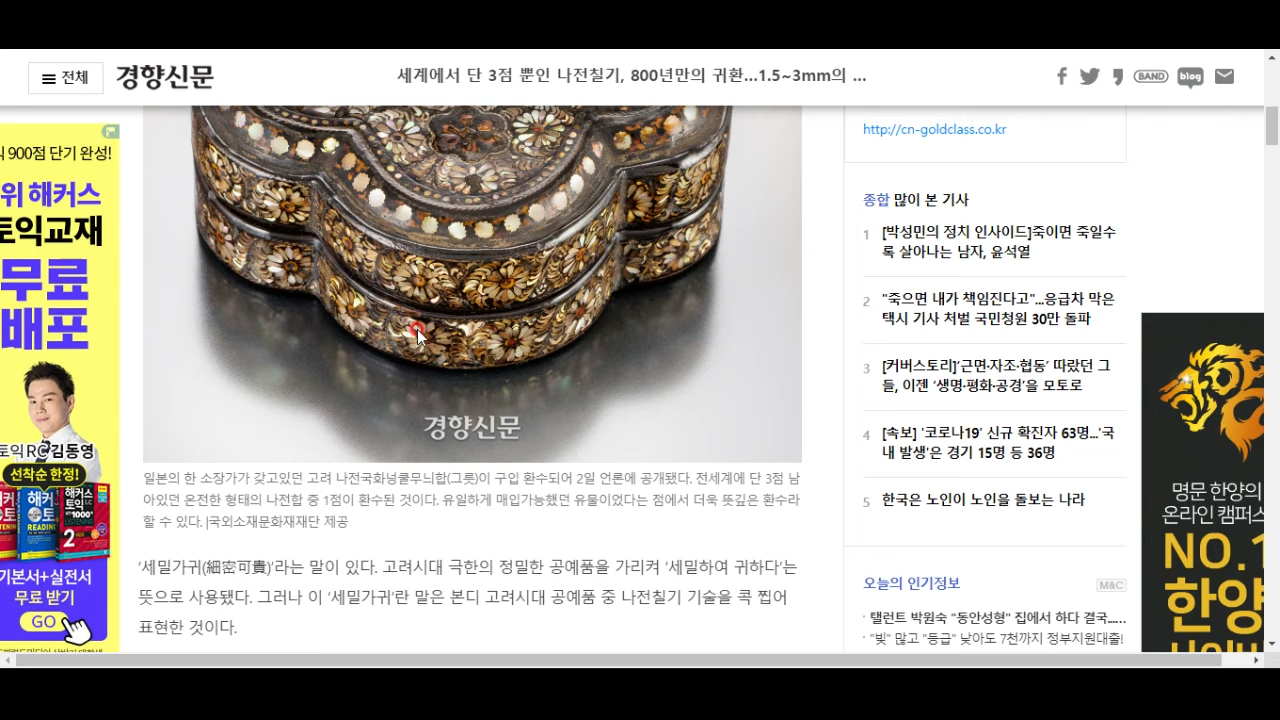 전체
경향신문
세계에서 단 3점 뿐인 나전칠기, 800년만의 귀환...1.5~3mm의 ...
BAND
blog
900점 단기 완성!
위 해커스
토익교재
무료
배포
김동영
선착순 한정!
해커스
토익
1000
READING
2
기본서+실전서
무료 받기
GO
경향신문
일본의 한 소장가가 갖고있던 고려 나전국화넝쿨무늬합(그릇)이 구입 환수되어 2일 언론에 공개됐다. 전세계에 단 3점 남
아있던 온전한 형태의 나전합 중 1점이 환수된 것이다. 유일하게 매입가능했던 유물이었다는 점에서 더욱 뜻깊은 환수라
할 수 있다. |국외소재문화재재단 제공
‘세밀가귀(細密可貴)’라는 말이 있다. 고려시대 극한의 정밀한 공예품을 가리켜 ‘세밀하여 귀하다’는
뜻으로 사용됐다. 그러나 이 ‘세밀가귀’란 말은 본디 고려시대 공예품 중 나전칠기 기술을 콕 찝어
표현한 것이다.
http://cn-goldclass.co.kr
종합 많이 본 기사
1 [박성민의 정치 인사이드]죽이면 죽일수
록 살아나는 남자, 윤석열
2 "죽으면 내가 책임진다고"...응급차 막은
택시 기사 처벌 국민청원 30만 돌파
3 [커버스토리]‘근면·자조·협동’ 따랐던 그
들, 이젠 ‘생명·평화·공경’을 모토로
4 [속보] '코로나19' 신규 확진자 63명...'국
내 발생'은 경기 15명 등 36명
5 한국은 노인이 노인을 돌보는 나라
오늘의 인기정보
M&C
· 탤런트 박원숙 "동안성형" 집에서 하다 결국......
· "빚" 많고 "등급" 낮아도 7천까지 정부지원대출!
명문 한양의
온라인 캠퍼스
NO.1
한양